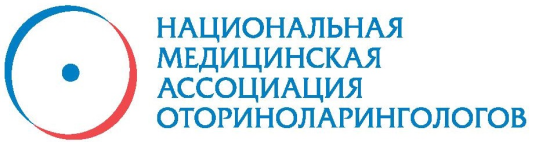 НАЦИОНАЛЬНАЯ
МЕДИЦИНСКАЯ
АССОЦИАЦИЯ
ОТОРИНОЛАРИНГОЛОГОВ